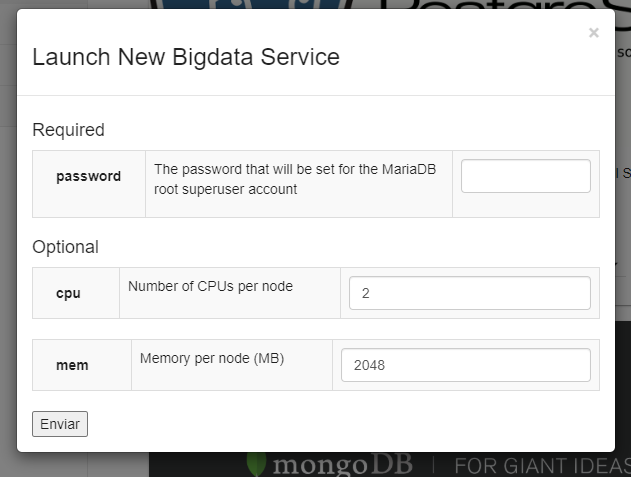 PostgreS
×
Launch New Bigdata Service
Required
password
The password that will be set for the MariaDB
root superuser account
Optional
cpu
Number of CPUs per node
2
mem
Memory per node (MB)
2048
Enviar
mongoDB
FOR GIANT IDEAS